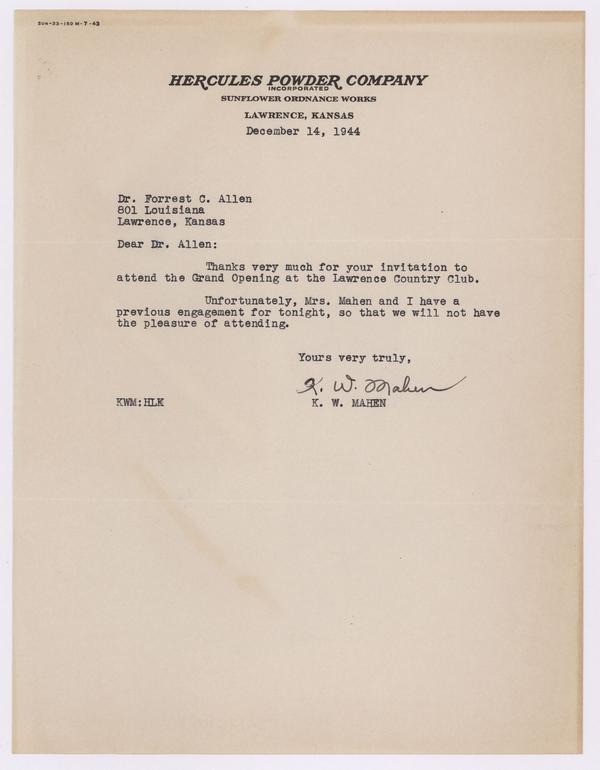 SUN-23-150 M-7-43
HERCULES POWDER COMPANY
INCORPORATED
SUNFLOWER ORDNANCE WORKS
LAWRENCE, KANSAS
December 14, 1944
Dr. Forrest C. Allen
801 Louisiana
Lawrence, Kansas
Dear Dr. Allen:
Thanks very much for your invitation to
attend the Grand Opening at the Lawrence Country Club.
Unfortunately, Mrs. Mahen and I have a
previous engagement for tonight, so that we will not have
the pleasure of attending.
Yours very truly,
K. W. Mahen
KWM:HLK K. W. MAHEN